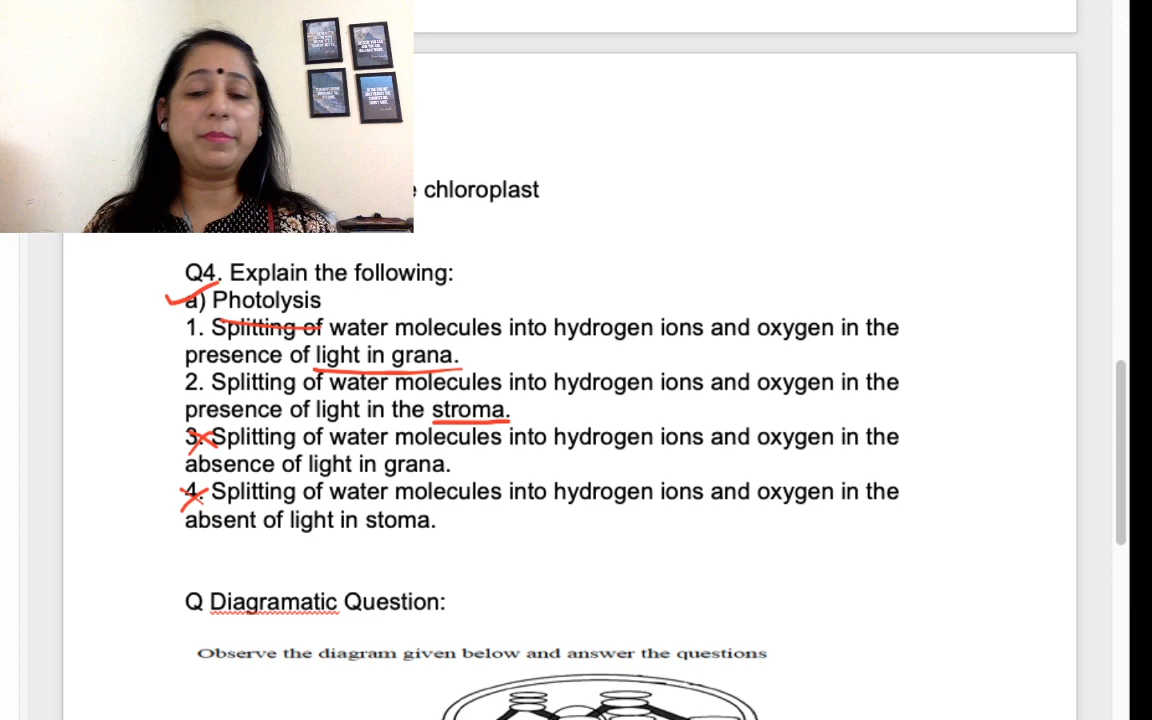 chloroplast
Q4. Explain the following:
a) Photolysis
1. Splitting of water molecules into hydrogen ions and oxygen in the
presence of light in grana.
2. Splitting of water molecules into hydrogen ions and oxygen in the
presence of light in the stroma.
3. Splitting of water molecules into hydrogen ions and oxygen in the
absence of light in grana.
4. Splitting of water molecules into hydrogen ions and oxygen in the
absent of light in stoma.
Q Diagramatic Question:
Observe the diagram given below and answer the questions